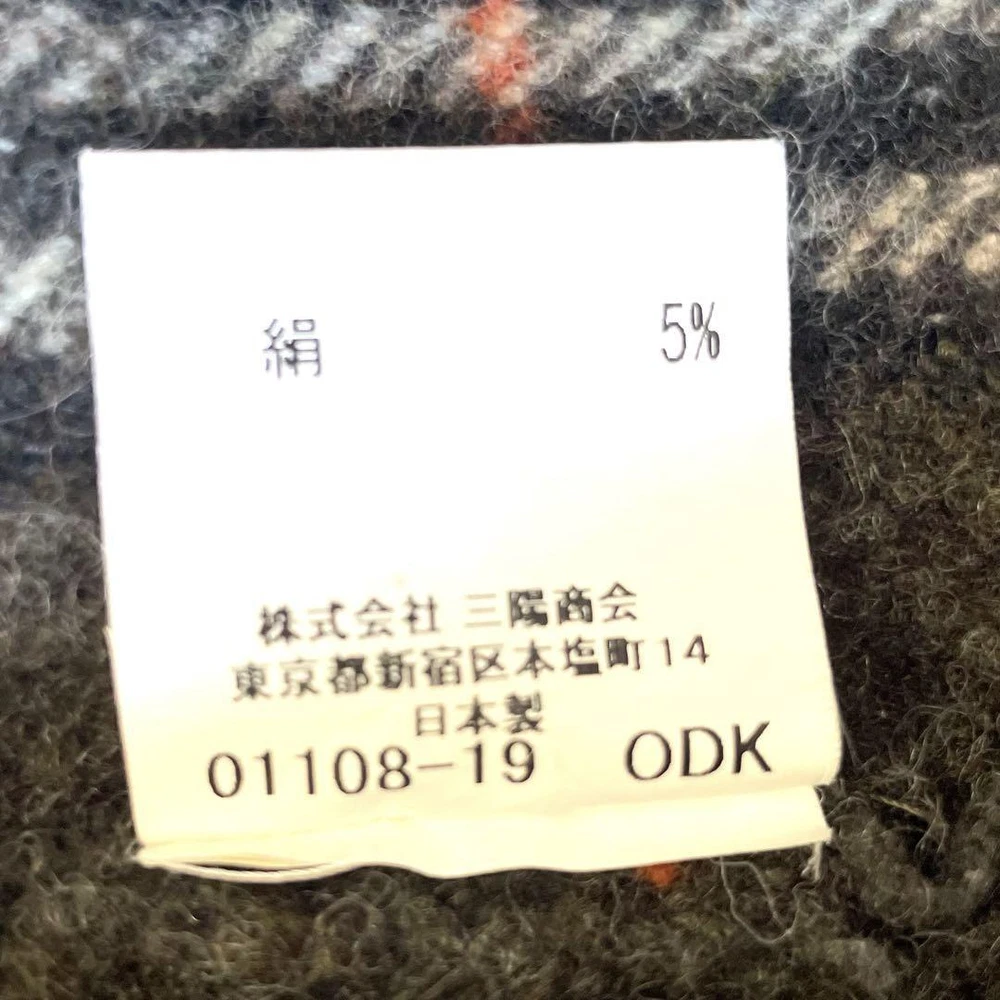 絹 5%
株式会社 三陽商会
東京都新宿区本塩町14
日本製
01108-19 ODK